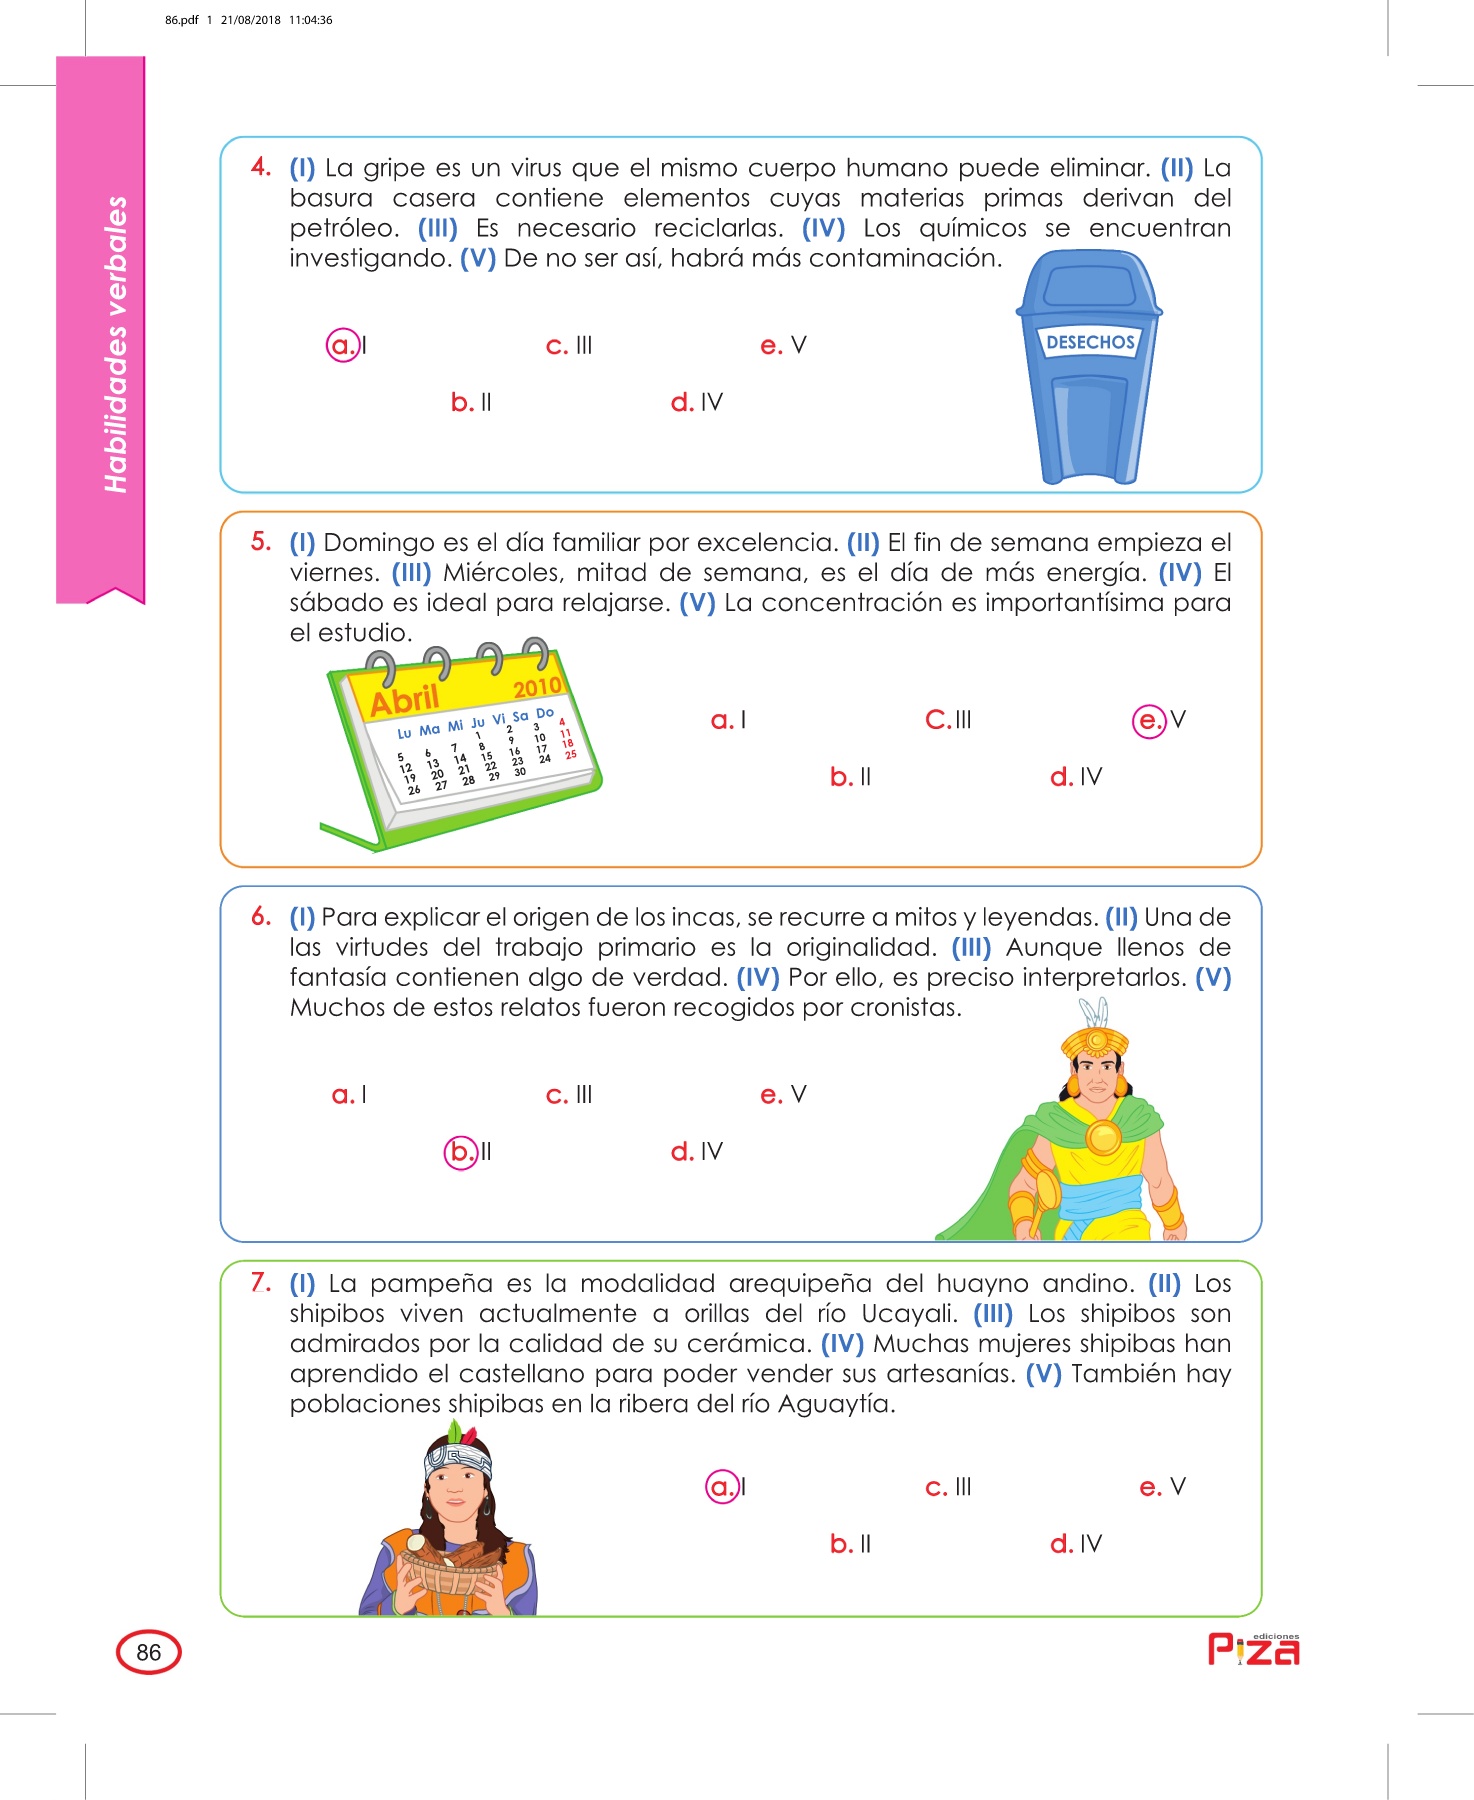 86.pdf 1 21/08/2018 11:04:36
Habilidades verbales
4. (I) La gripe es un virus que el mismo cuerpo humano puede eliminar. (II) La
basura casera contiene elementos cuyas materias primas derivan del
petróleo. (III) Es necesario reciclarlas. (IV) Los químicos se encuentran
investigando. (V) De no ser así, habrá más contaminación.
DESECHOS
a. I c. III e. V
b. II d. IV
5. (I) Domingo es el día familiar por excelencia. (II) El fin de semana empieza el
viernes. (III) Miércoles, mitad de semana, es el día de más energía. (IV) El
sábado es ideal para relajarse. (V) La concentración es importantísima para
el estudio.
Abril 2010
Lu Ma Mi Ju Vi Sa Do
1 2 3 4
5 6 7 8 9 10 11
12 13 14 15 16 17 18
19 20 21 22 23 24 25
26 27 28 29 30
a. I C. III e. V
b. II d. IV
6. (I) Para explicar el origen de los incas, se recurre a mitos y leyendas. (II) Una de
las virtudes del trabajo primario es la originalidad. (III) Aunque llenos de
fantasía contienen algo de verdad. (IV) Por ello, es preciso interpretarlos. (V)
Muchos de estos relatos fueron recogidos por cronistas.
a. I c. III e. V
b. II d. IV
7. (I) La pampeña es la modalidad arequipeña del huayno andino. (II) Los
shipibos viven actualmente a orillas del río Ucayali. (III) Los shipibos son
admirados por la calidad de su cerámica. (IV) Muchas mujeres shipibas han
aprendido el castellano para poder vender sus artesanías. (V) También hay
poblaciones shipibas en la ribera del río Aguaytía.
a. I c. III e. V
b. II d. IV
86
ediciones
Piza